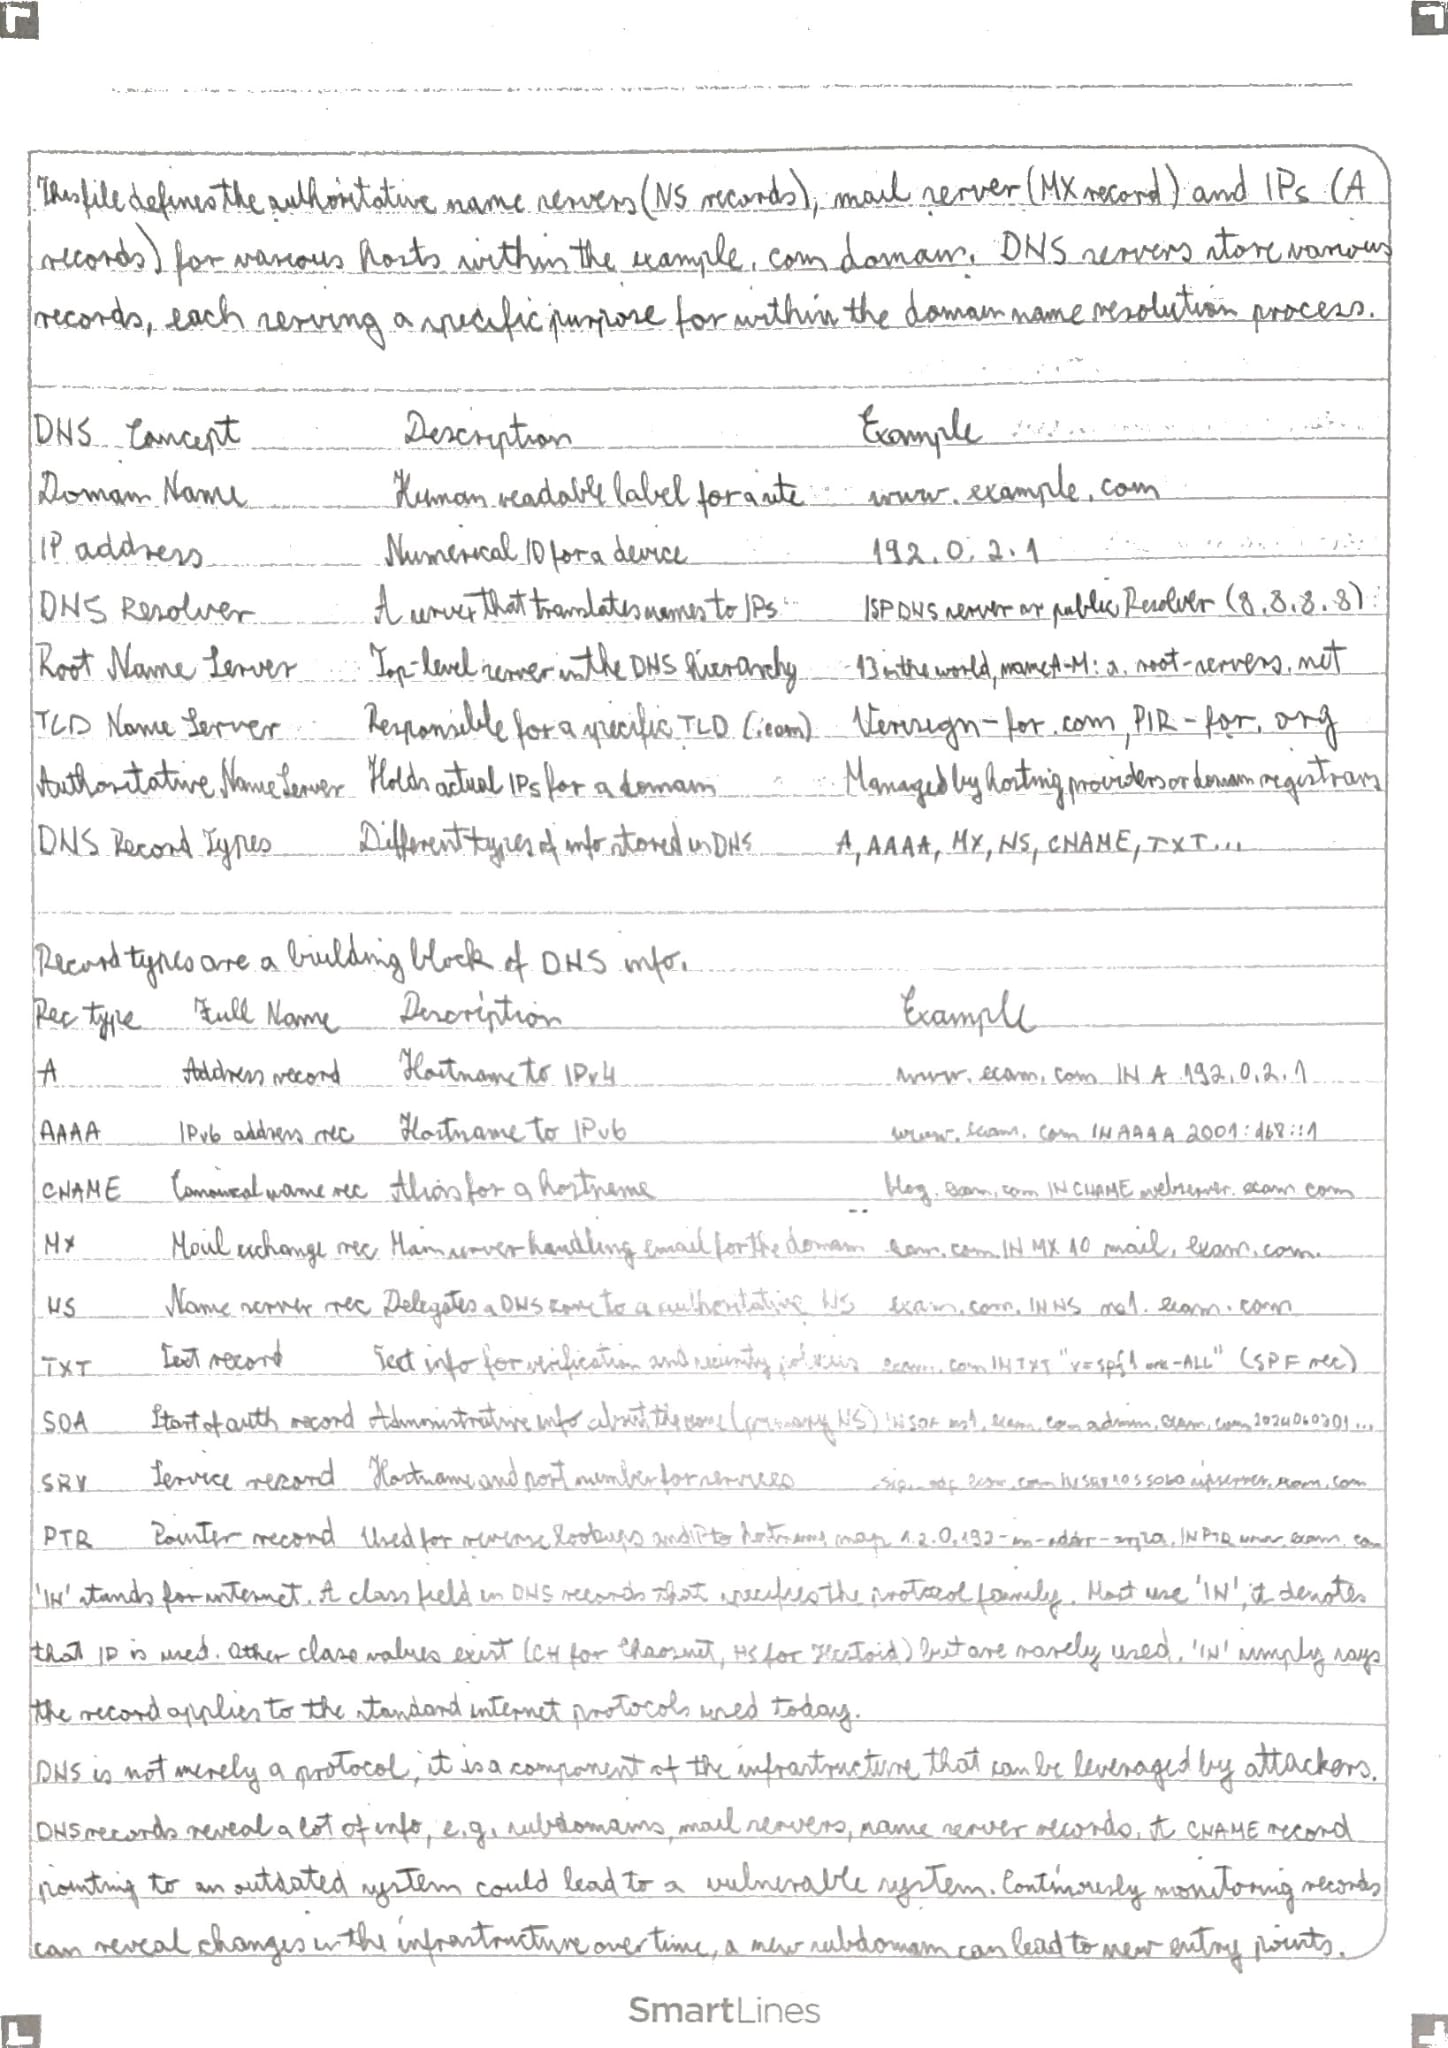 This file defines the authoritative name servers (NS records), mail server (MX record) and IPs (A
records) for various hosts within the example.com domain. DNS servers store various
records, each serving a specific purpose for within the domain name resolution process.
DNS Concept Description Example
Domain Name Human readable label for a site www.example.com
IP address Numerical ID for a device 192.0.2.1
DNS Resolver A server that translates names to IPs ISP DNS server or public Resolver (8.8.8.8)
Root Name Server Top-level server in the DNS hierarchy 13 in the world, name A-M: a.root-servers.net
TLD Name Server Responsible for a specific TLD (.com) Verisign-for.com, PIR-for.org
Authoritative Name Server Holds actual IPs for a domain Managed by hosting providers or domain registrars
DNS Record Types Different types of info stored in DNS A, AAAA, MX, NS, CNAME, TXT...
Record types are a building block of DNS info.
Rec type Full Name Description Example
A Address record Hostname to IPv4 www.exam.com IN A 192.0.2.1
AAAA IPv6 address rec Hostname to IPv6 www.exam.com IN AAAA 2001:db8::1
CNAME Canonical name rec Alias for a hostname blog.exam.com IN CNAME webserver.exam.com
MX Mail exchange rec Main server handling email for the domain exam.com. IN MX 10 mail.exam.com.
NS Name server rec Delegates a DNS zone to a authoritative NS exam.com. IN NS ns1.exam.com
TXT Text record Text info for verification and security policies exam.com IN TXT "v=spf1 mx -ALL" (SPF rec)
SOA Start of auth record Administrative info about the zone (primary NS) IN SOA ns1.exam.com admin.exam.com 2024060301...
SRV Service record Hostname and port number for services exam.com IN SRV 10 5 5060 sipserver.exam.com
PTR Pointer record Used for reverse lookups and IP to hostname map 1.2.0.192-in-addr-arpa. IN PTR www.exam.com
'IN' stands for internet. A class field in DNS records that specifies the protocol family. Most use 'IN', it denotes
that IP is used. Other class values exist (CH for Chaosnet, HS for Hestoid) but are rarely used. 'IN' simply says
the record applies to the standard internet protocols used today.
DNS is not merely a protocol, it is a component of the infrastructure that can be leveraged by attackers.
DNS records reveal a lot of info, e.g. subdomains, mail servers, name server records. A CNAME record
pointing to an outdated system could lead to a vulnerable system. Continously monitoring records
can reveal changes in the infrastructure over time, a new subdomain can lead to new entry points.
SmartLines